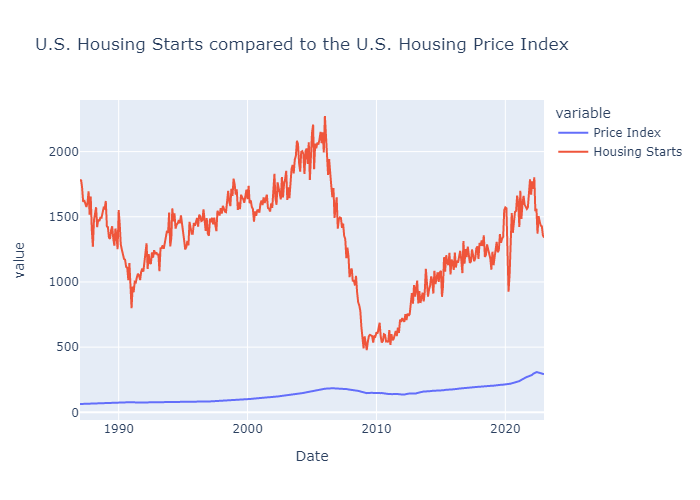 U.S. Housing Starts compared to the U.S. Housing Price Index
variable
Price Index
Housing Starts
2000
1500
1000
500
0
value
1990
2000
2010
2020
Date